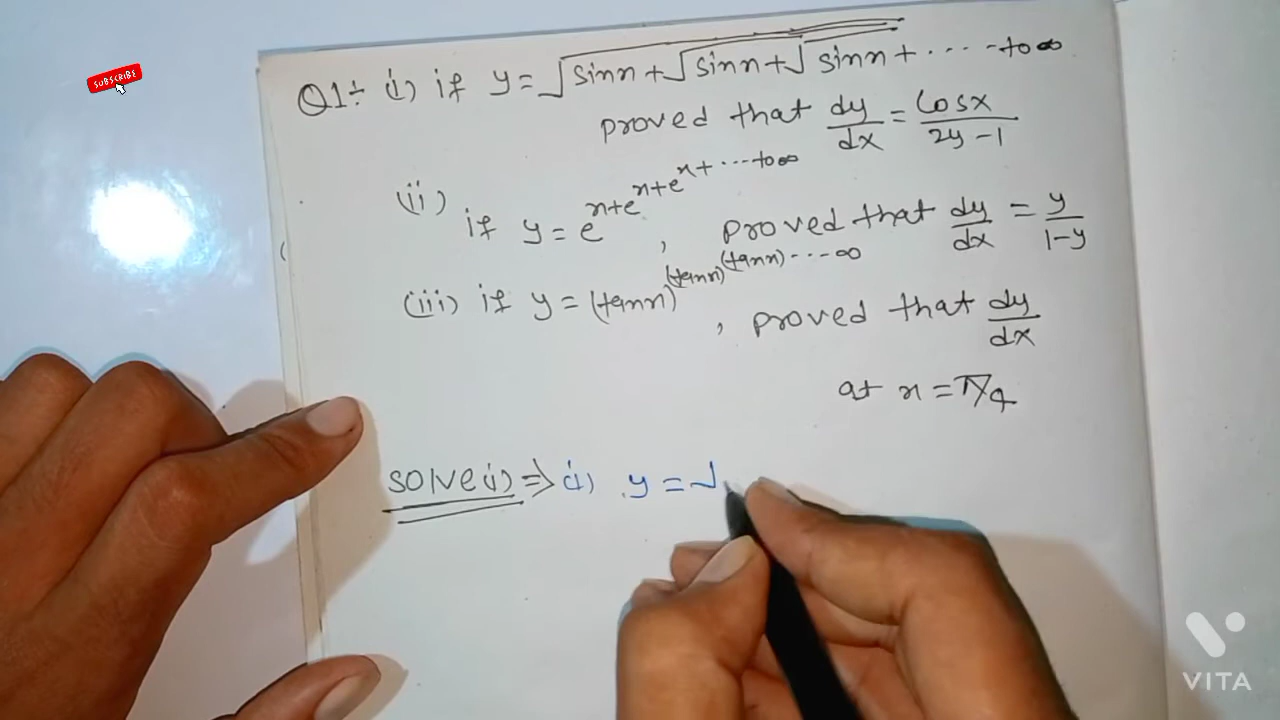 SUBSCRIBE
Q1÷ (i) if y = √sinx + √sinx + √sinx + ···· to ∞
proved that dy/dx = cosx/2y-1
(ii) if y = e^x+e^x+e^x+ ····to ∞, proved that dy/dx = y/1-y
(iii) if y = (tanx)^(tanx)^(tanx)····∞, proved that dy/dx
at x = π/4
Solve(i) ⇒ (i) y = √
VITA